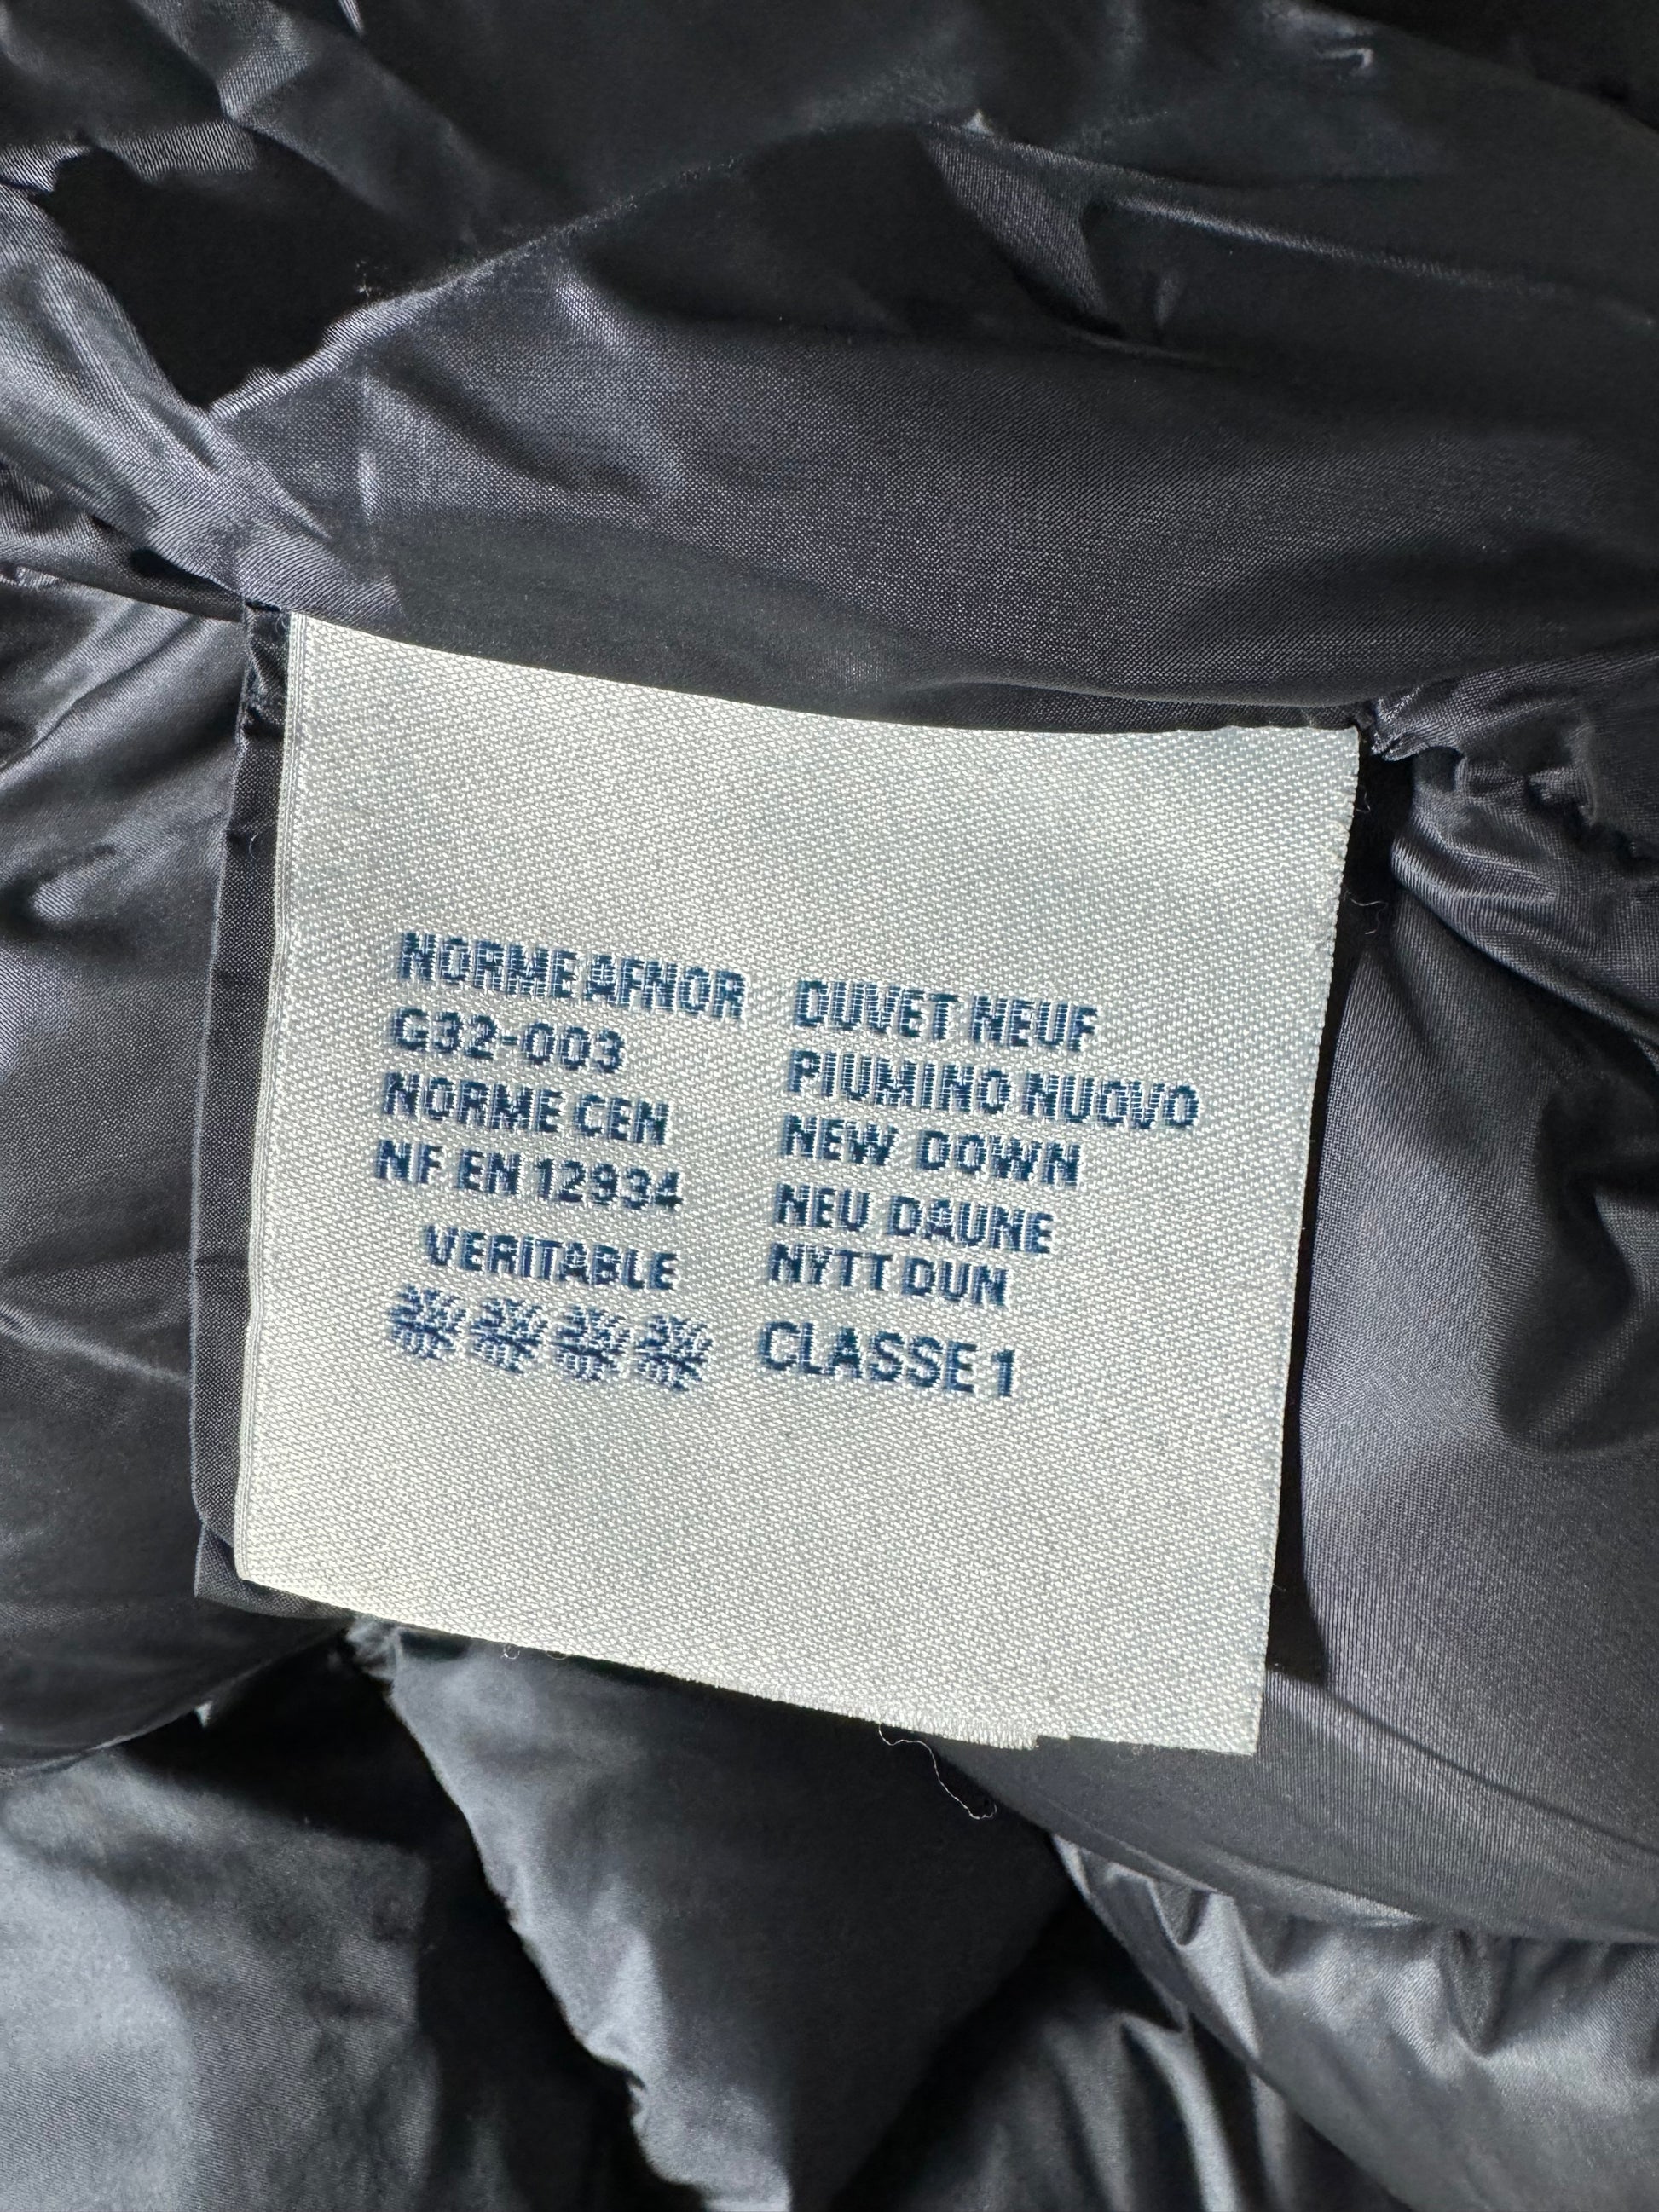 NORME AFNOR
G32-003
NORME CEN
NF EN 12934
VERITABLE
DUVET NEUF
PIUMINO NUOVO
NEW DOWN
NEU DAUNE
NYTT DUN
CLASSE 1